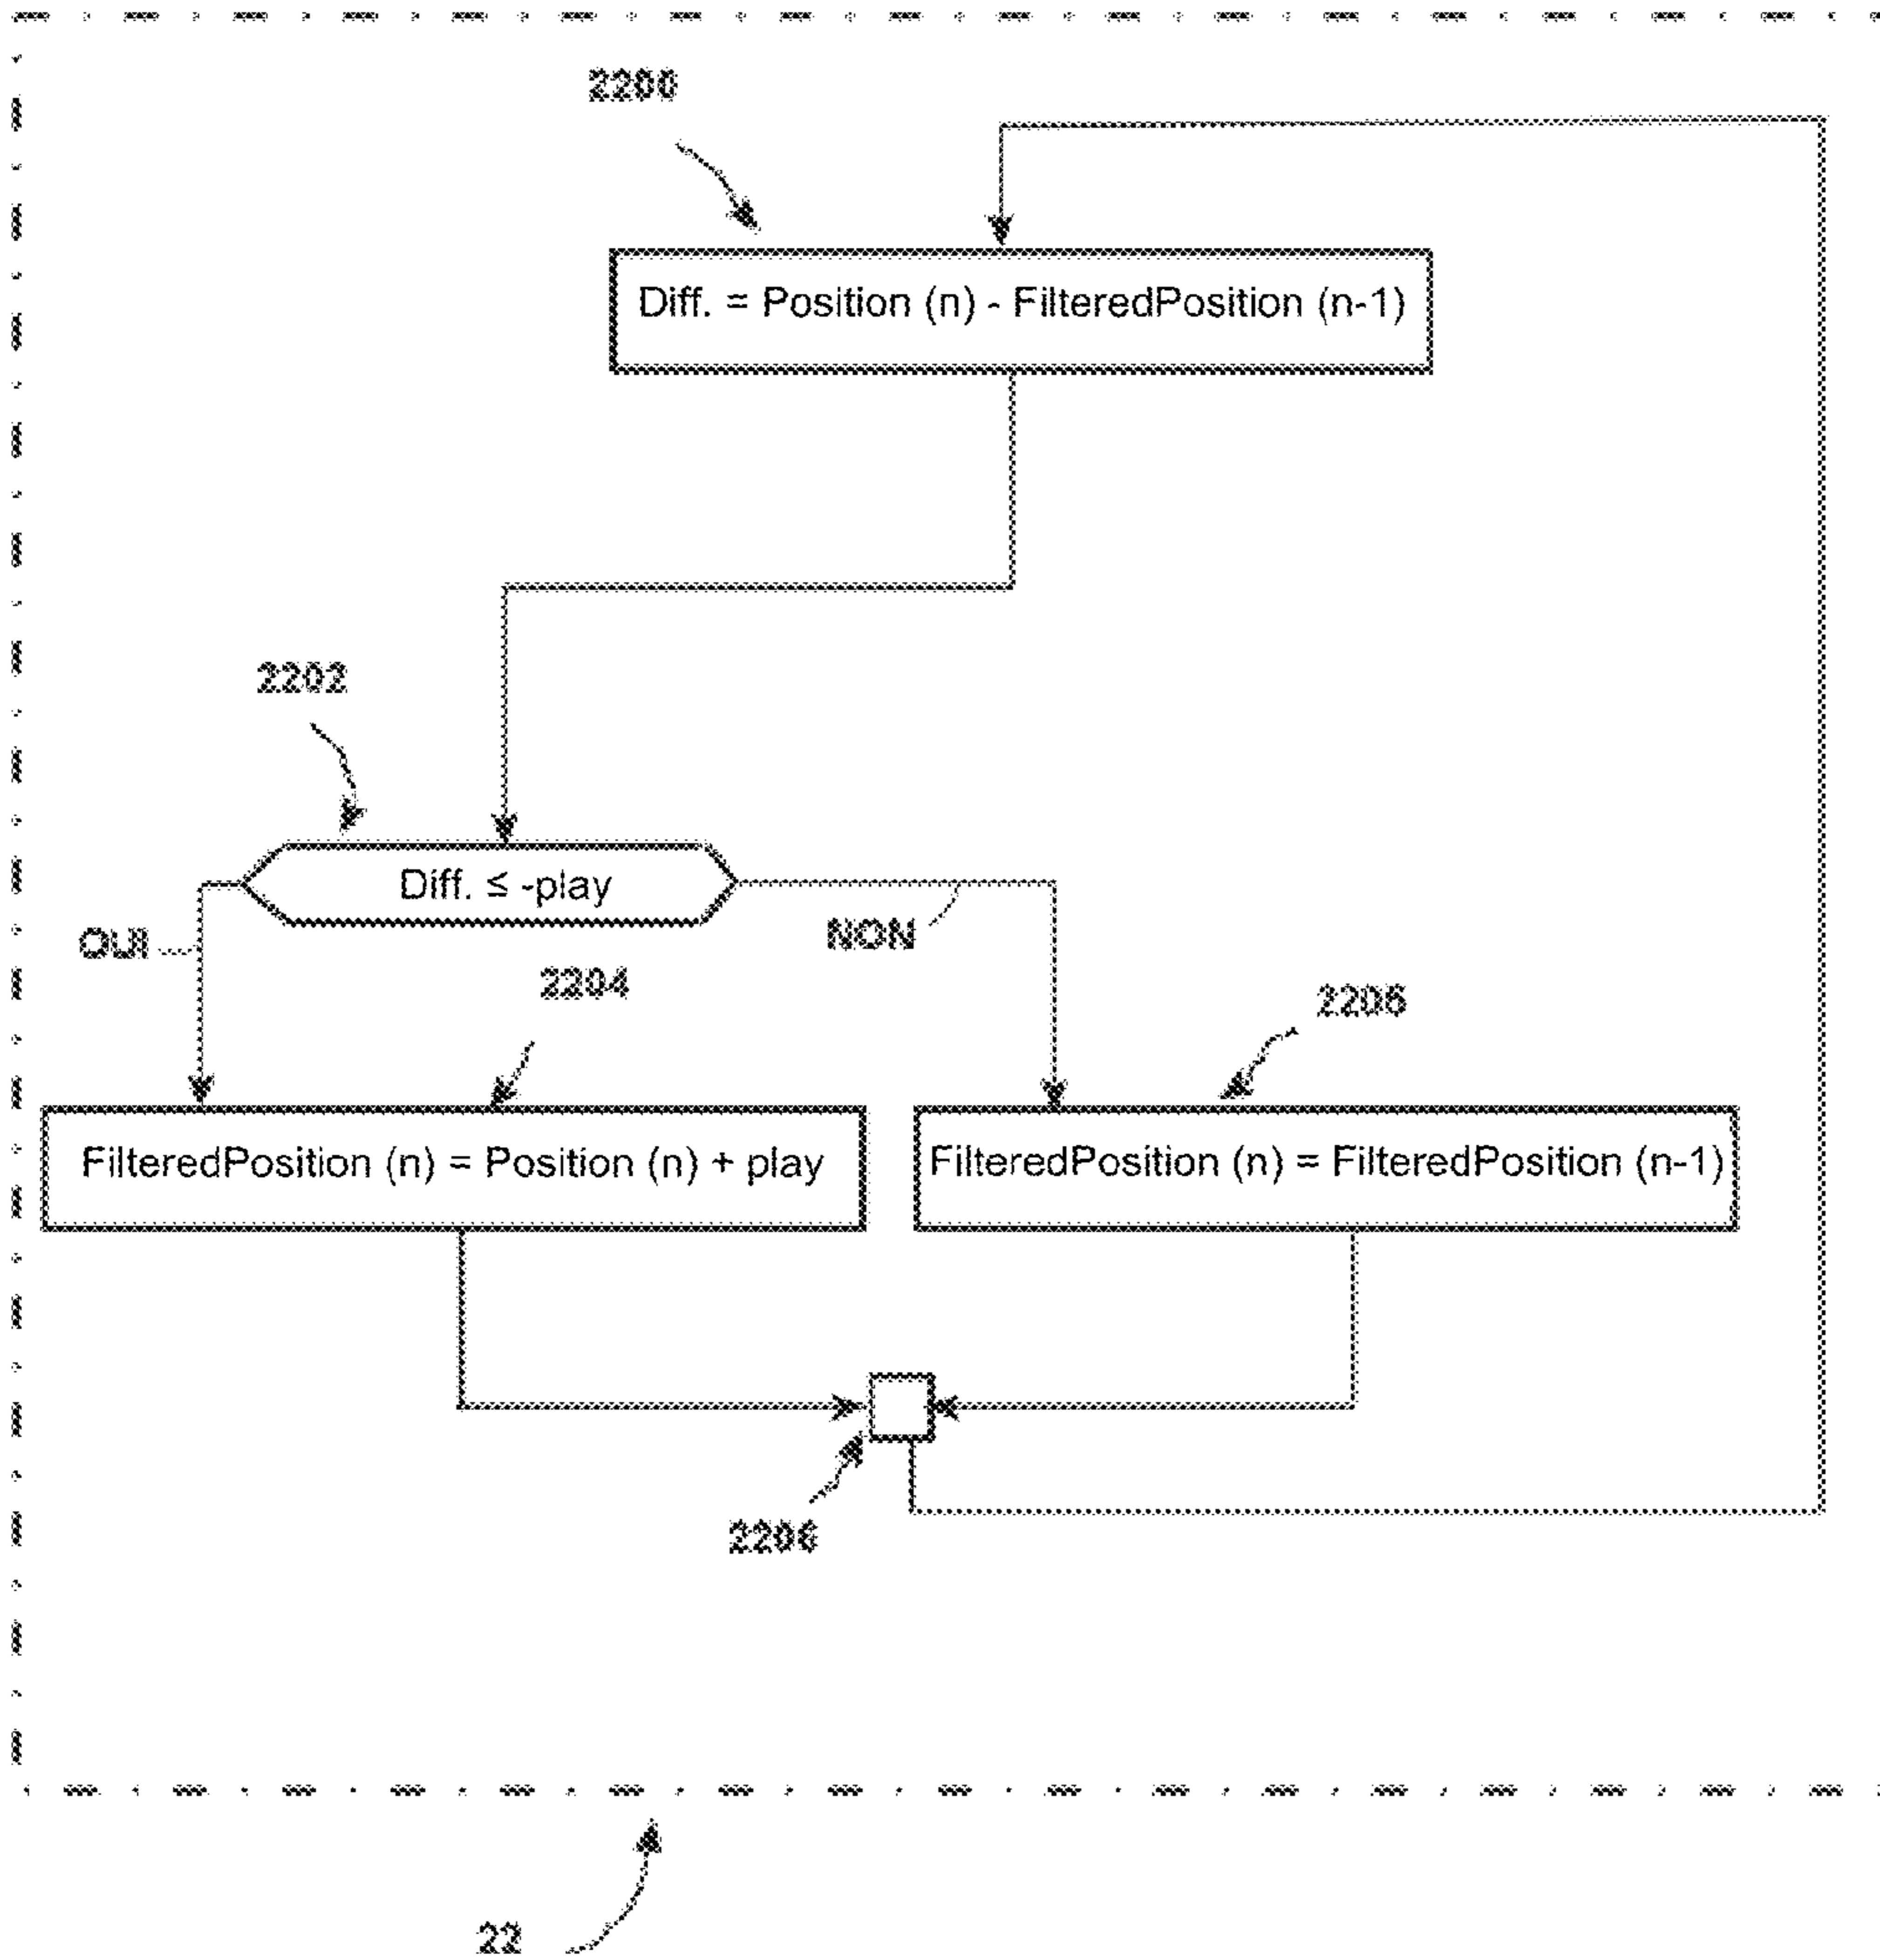 2200
Diff. = Position (n) - FilteredPosition (n-1)
2202
Diff. ≤ -play
OUI
NON
2204
2206
FilteredPosition (n) = Position (n) + play
FilteredPosition (n) = FilteredPosition (n-1)
2206
22